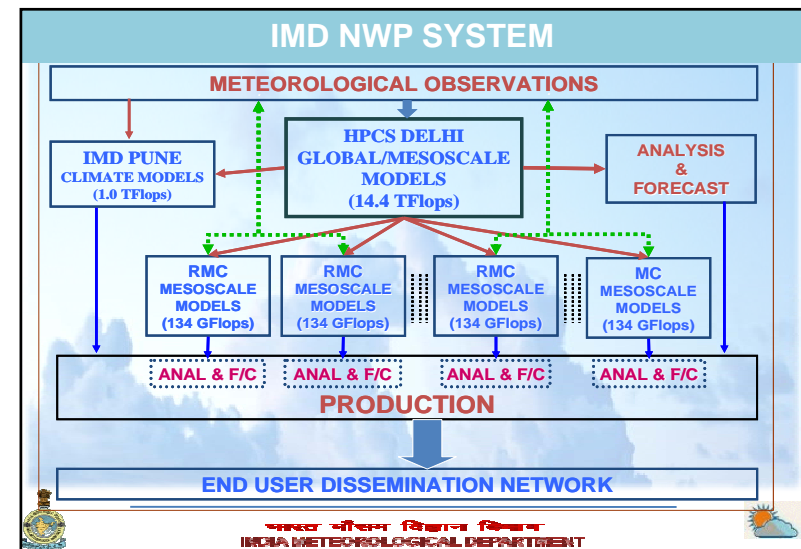 IMD NWP SYSTEM
METEOROLOGICAL OBSERVATIONS
HPCS DELHI
GLOBAL/MESOSCALE
MODELS
(14.4 TFlops)
IMD PUNE
CLIMATE MODELS
(1.0 TFlops)
ANALYSIS
&
FORECAST
RMC
MESOSCALE
MODELS
(134 GFlops)
RMC
MESOSCALE
MODELS
(134 GFlops)
RMC
MESOSCALE
MODELS
(134 GFlops)
MC
MESOSCALE
MODELS
(134 GFlops)
ANAL & F/C
ANAL & F/C
ANAL & F/C
ANAL & F/C
PRODUCTION
END USER DISSEMINATION NETWORK
भारत मौसम विज्ञान विभाग
INDIA METEOROLOGICAL DEPARTMENT